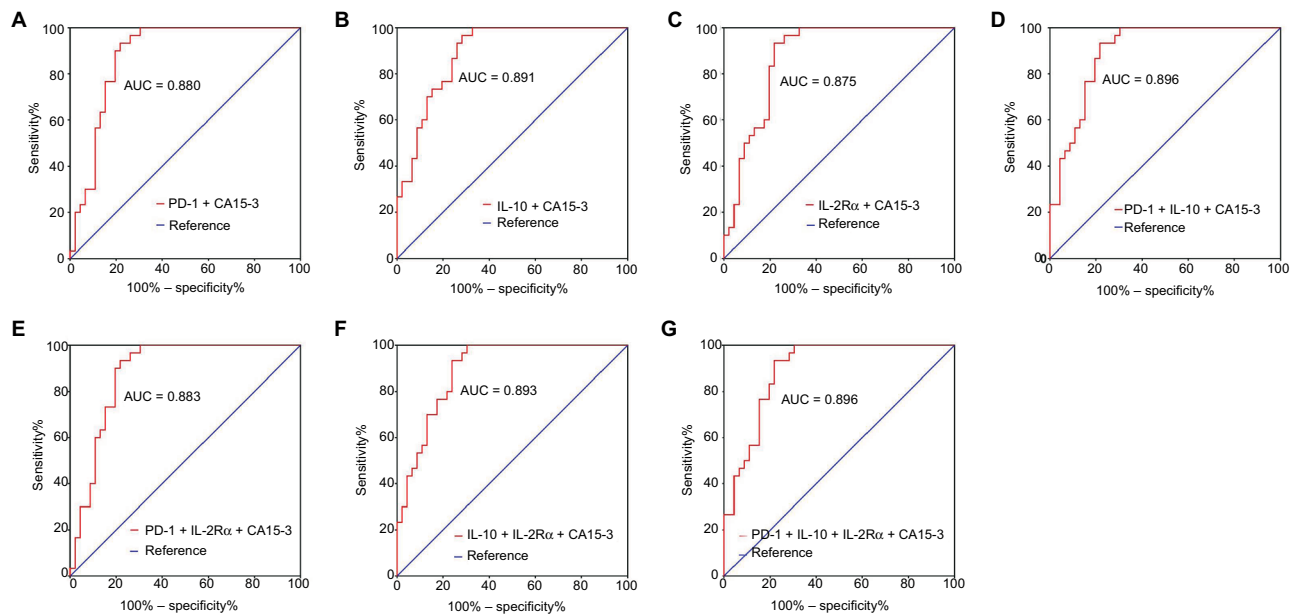 A
100
80
60
40
20
0
Sensitivity%
AUC = 0.880
PD-1 + CA15-3
Reference
0 20 40 60 80 100
100% – specificity%
B
100
80
60
40
20
0
Sensitivity%
AUC = 0.891
IL-10 + CA15-3
Reference
0 20 40 60 80 100
100% – specificity%
C
100
80
60
40
20
0
Sensitivity%
AUC = 0.875
IL-2Rα + CA15-3
Reference
0 20 40 60 80 100
100% – specificity%
D
100
80
60
40
20
0
Sensitivity%
AUC = 0.896
PD-1 + IL-10 + CA15-3
Reference
0 20 40 60 80 100
100% – specificity%
E
100
80
60
40
20
0
Sensitivity%
AUC = 0.883
PD-1 + IL-2Rα + CA15-3
Reference
0 20 40 60 80 100
100% – specificity%
F
100
80
60
40
20
0
Sensitivity%
AUC = 0.893
IL-10 + IL-2Rα + CA15-3
Reference
0 20 40 60 80 100
100% – specificity%
G
100
80
60
40
20
0
Sensitivity%
AUC = 0.896
PD-1 + IL-10 + IL-2Rα + CA15-3
Reference
0 20 40 60 80 100
100% – specificity%